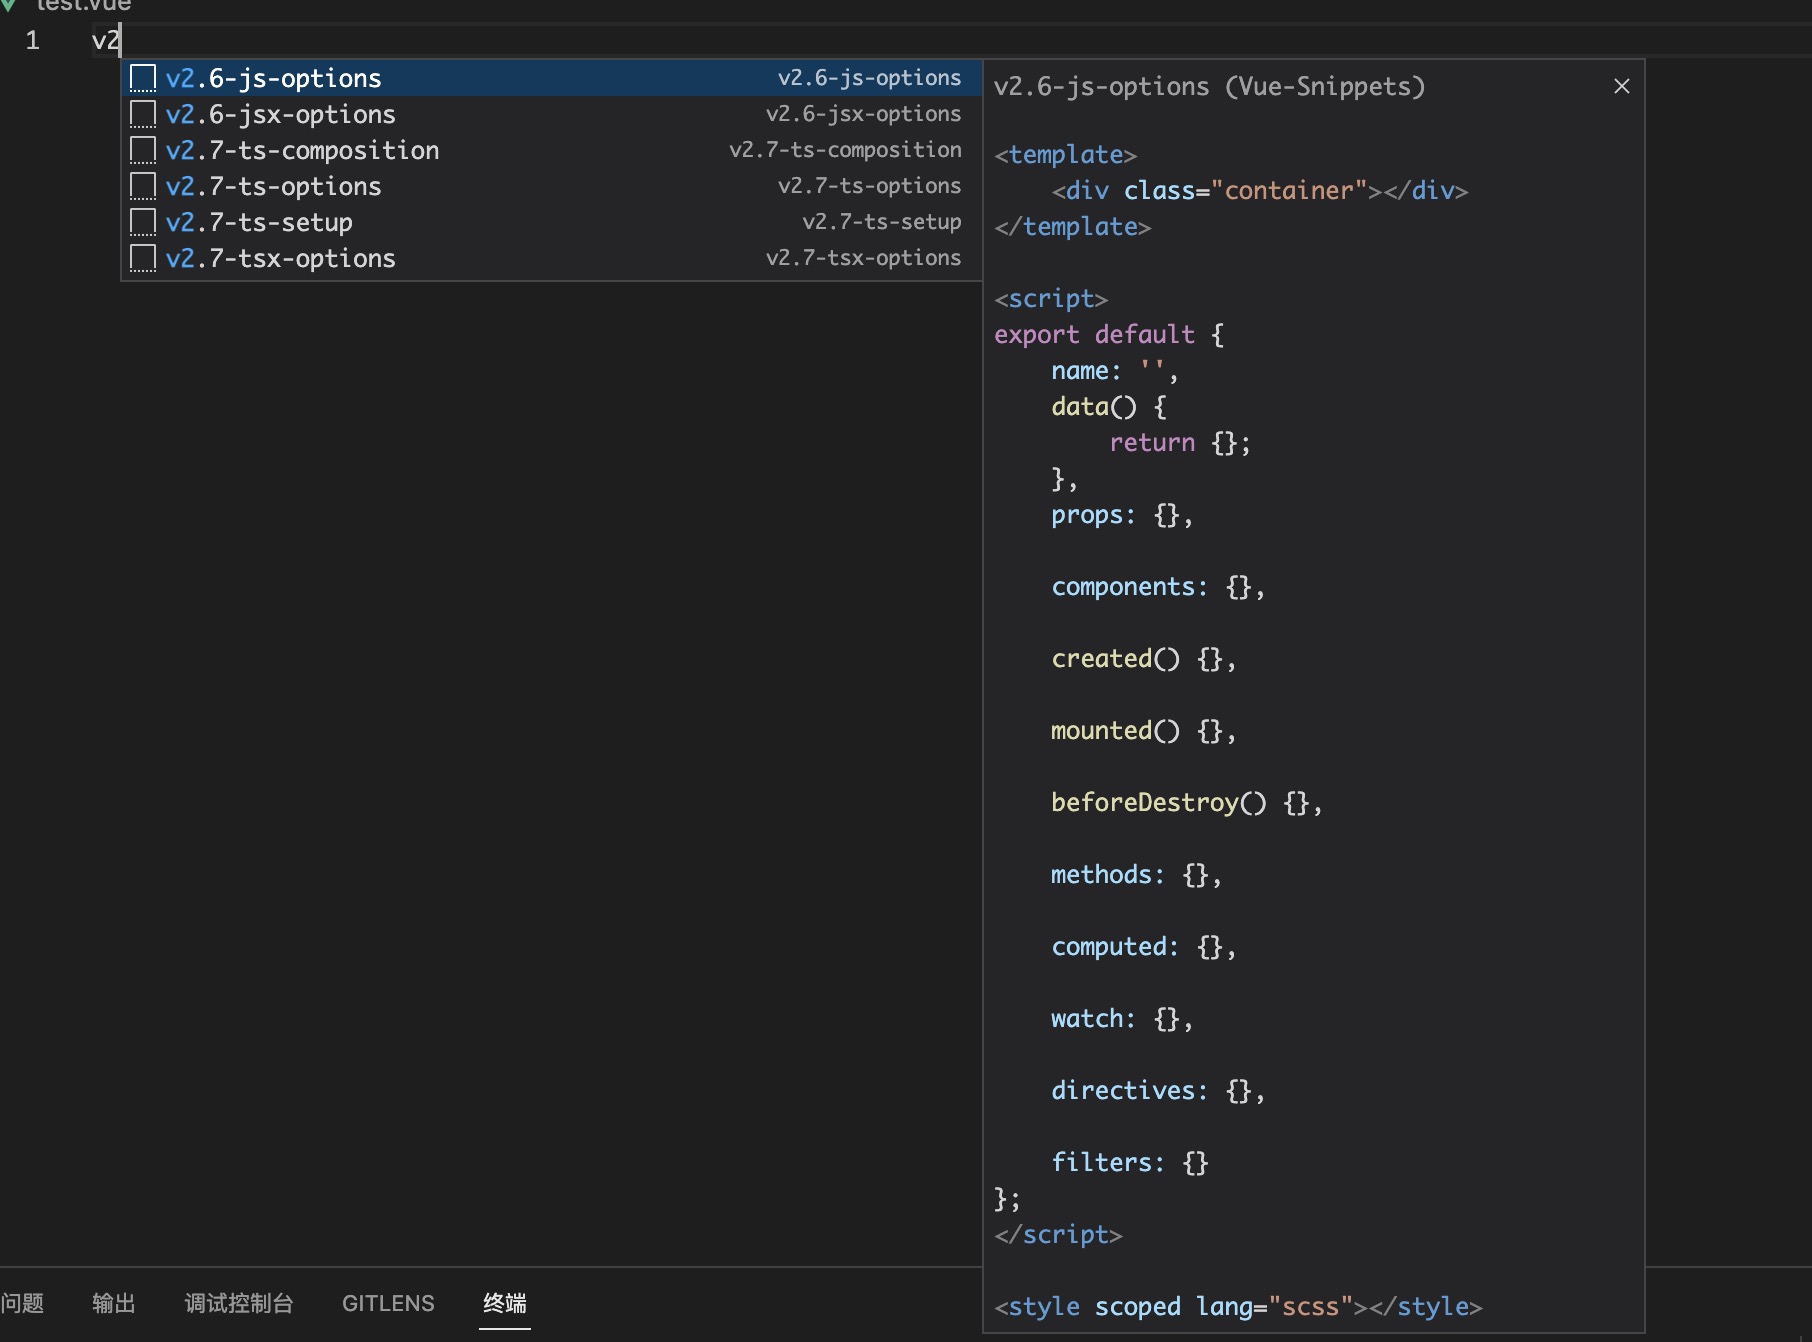 test.vue
1 v2
v2.6-js-options v2.6-js-options
v2.6-jsx-options v2.6-jsx-options
v2.7-ts-composition v2.7-ts-composition
v2.7-ts-options v2.7-ts-options
v2.7-ts-setup v2.7-ts-setup
v2.7-tsx-options v2.7-tsx-options
v2.6-js-options (Vue-Snippets)
<template>
    <div class="container"></div>
</template>
<script>
export default {
    name: '',
    data() {
        return {};
    },
    props: {},
    components: {},
    created() {},
    mounted() {},
    beforeDestroy() {},
    methods: {},
    computed: {},
    watch: {},
    directives: {},
    filters: {}
};
</script>
<style scoped lang="scss"></style>
问题 输出 调试控制台 GITLENS 终端